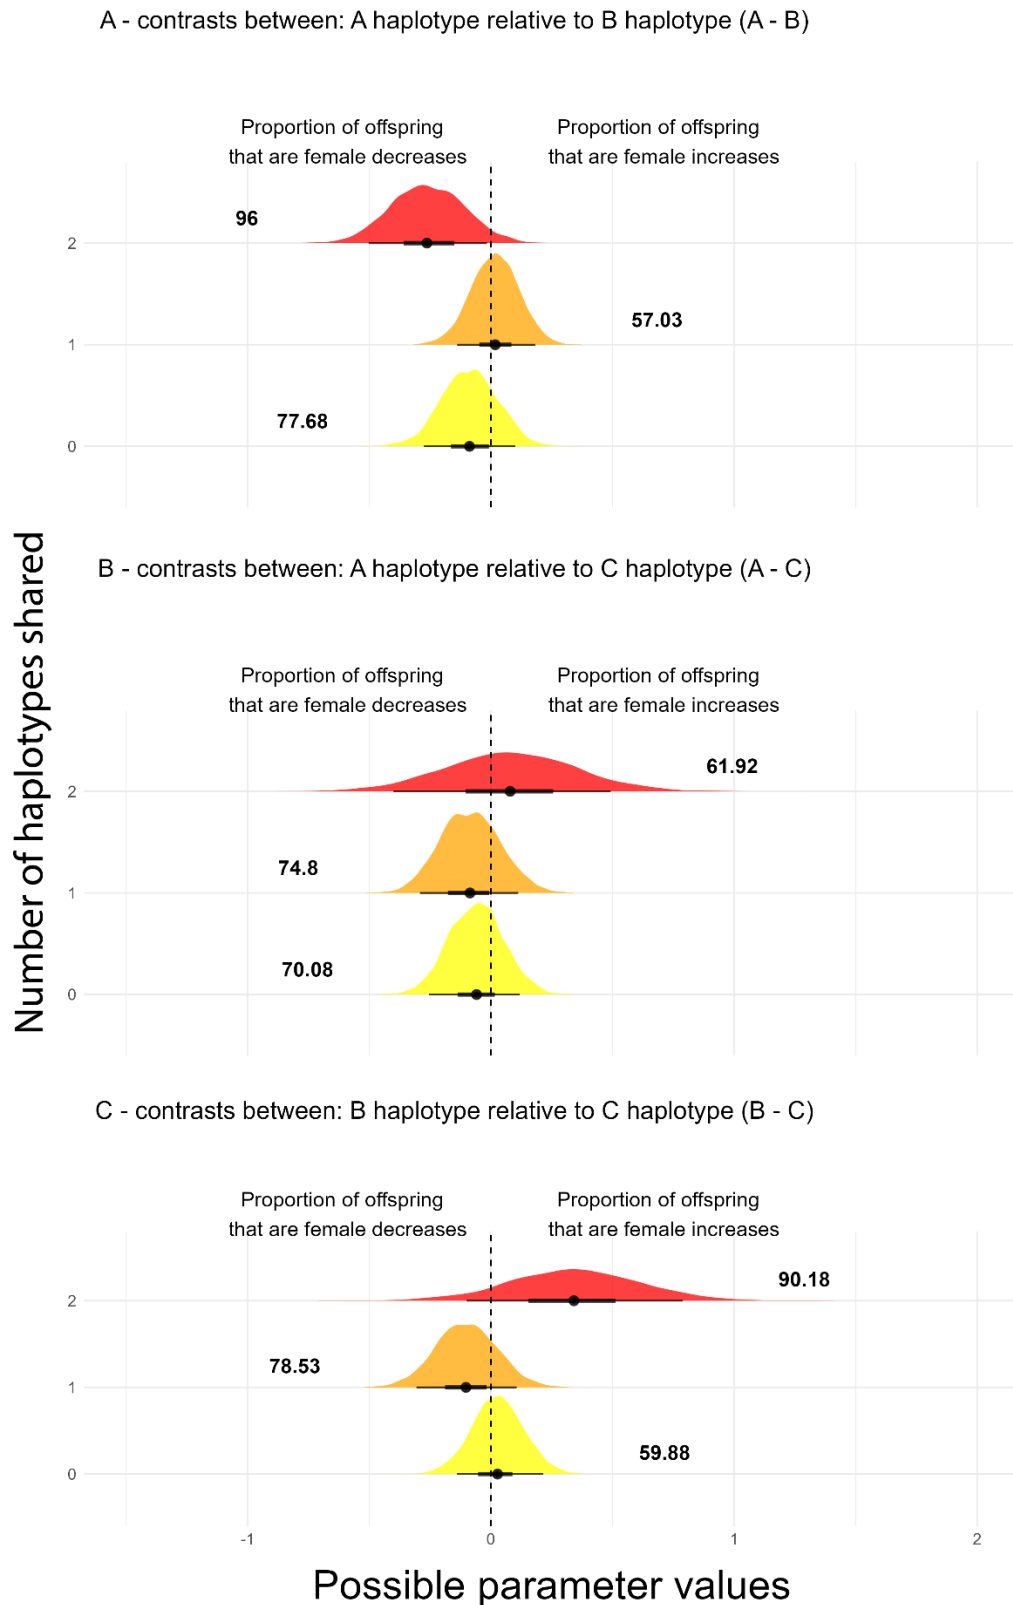 A - contrasts between: A haplotype relative to B haplotype (A - B)
Proportion of offspring
that are female decreases
Proportion of offspring
that are female increases
96
2
57.03
1
77.68
0
Number of haplotypes shared
B - contrasts between: A haplotype relative to C haplotype (A - C)
Proportion of offspring
that are female decreases
Proportion of offspring
that are female increases
61.92
2
74.8
1
70.08
0
C - contrasts between: B haplotype relative to C haplotype (B - C)
Proportion of offspring
that are female decreases
Proportion of offspring
that are female increases
90.18
2
78.53
1
59.88
0
-1
0
1
2
Possible parameter values